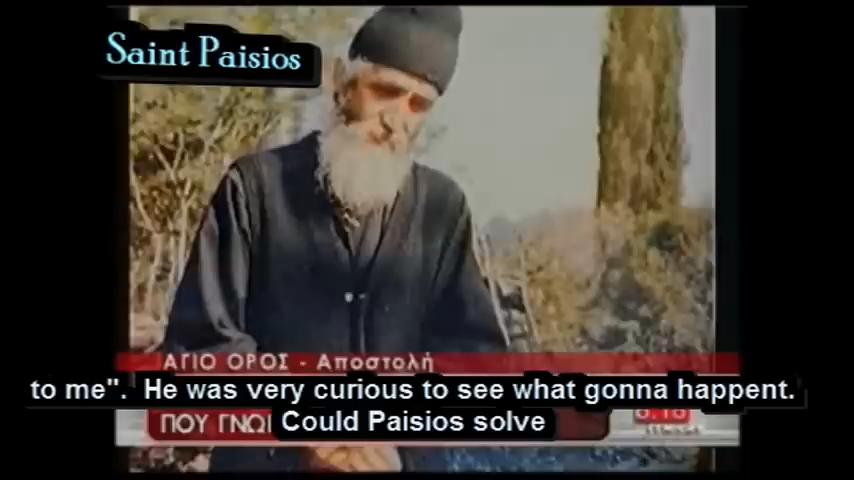 Saint Paisios
ΑΓΙΟ ΟΡΟΣ - Αποστολή
to me". He was very curious to see what gonna happent.
ΠΟΥ
Could Paisios solve